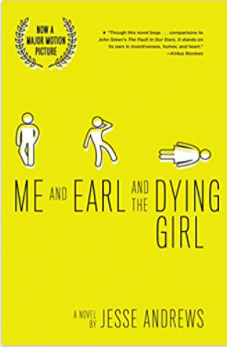 NOW A
MAJOR MOTION
PICTURE
★ "Though this novel begs . . . comparisons to
John Green's The Fault in Our Stars, it stands on
its own in inventiveness, humor, and heart."
—Kirkus Reviews
ME AND EARL AND THE DYING
GIRL
A NOVEL BY JESSE ANDREWS